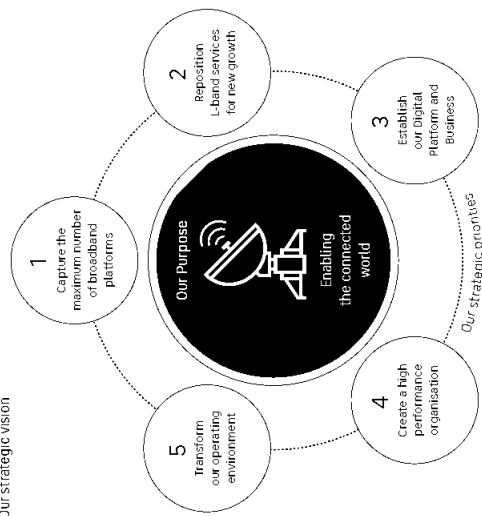 Our strategic vision
1
Capture the
maximum number
of broadband
platforms
2
Reposition
L-band services
for new growth
3
Establish
our Digital
Platform and
Business
4
Create a high
performance
organisation
5
Transform
our operating
environment
Our Purpose
Enabling
the connected
world
Our strategic priorities